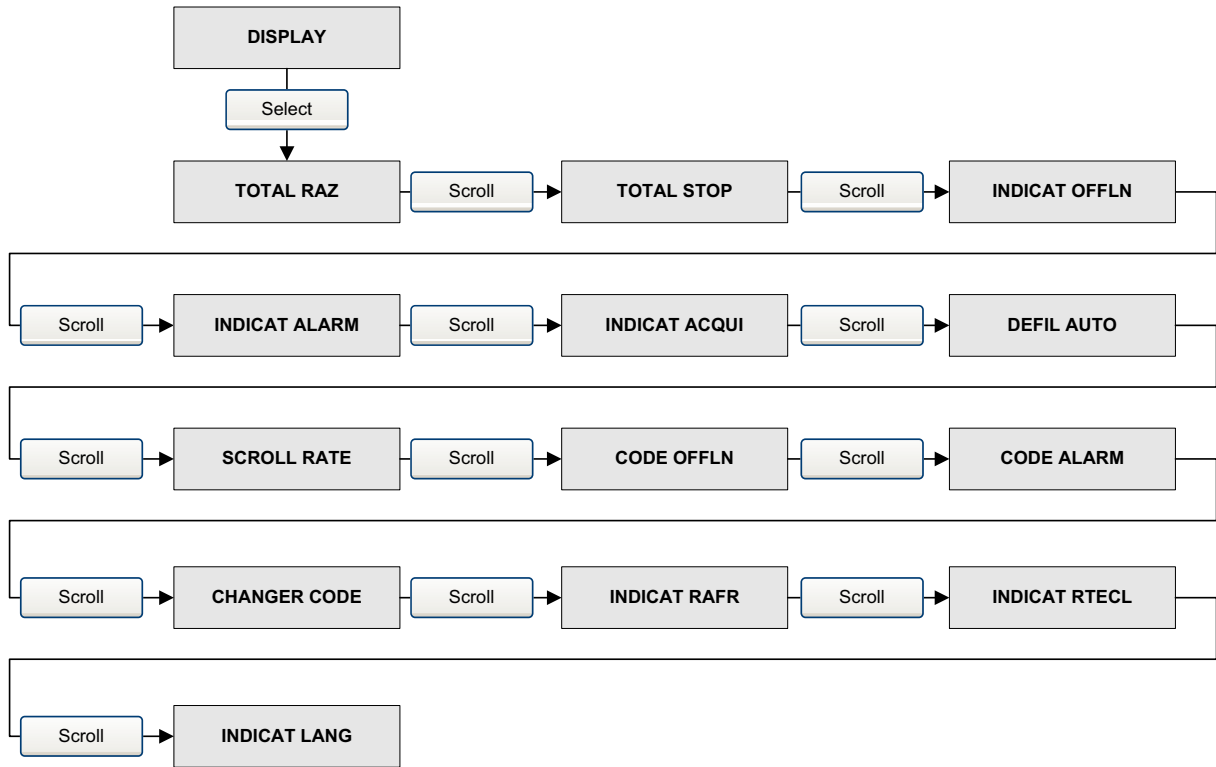 DISPLAY
Select
TOTAL RAZ
Scroll
TOTAL STOP
Scroll
INDICAT OFFLN
Scroll
INDICAT ALARM
Scroll
INDICAT ACQUI
Scroll
DEFIL AUTO
Scroll
SCROLL RATE
Scroll
CODE OFFLN
Scroll
CODE ALARM
Scroll
CHANGER CODE
Scroll
INDICAT RAFR
Scroll
INDICAT RTECL
Scroll
INDICAT LANG